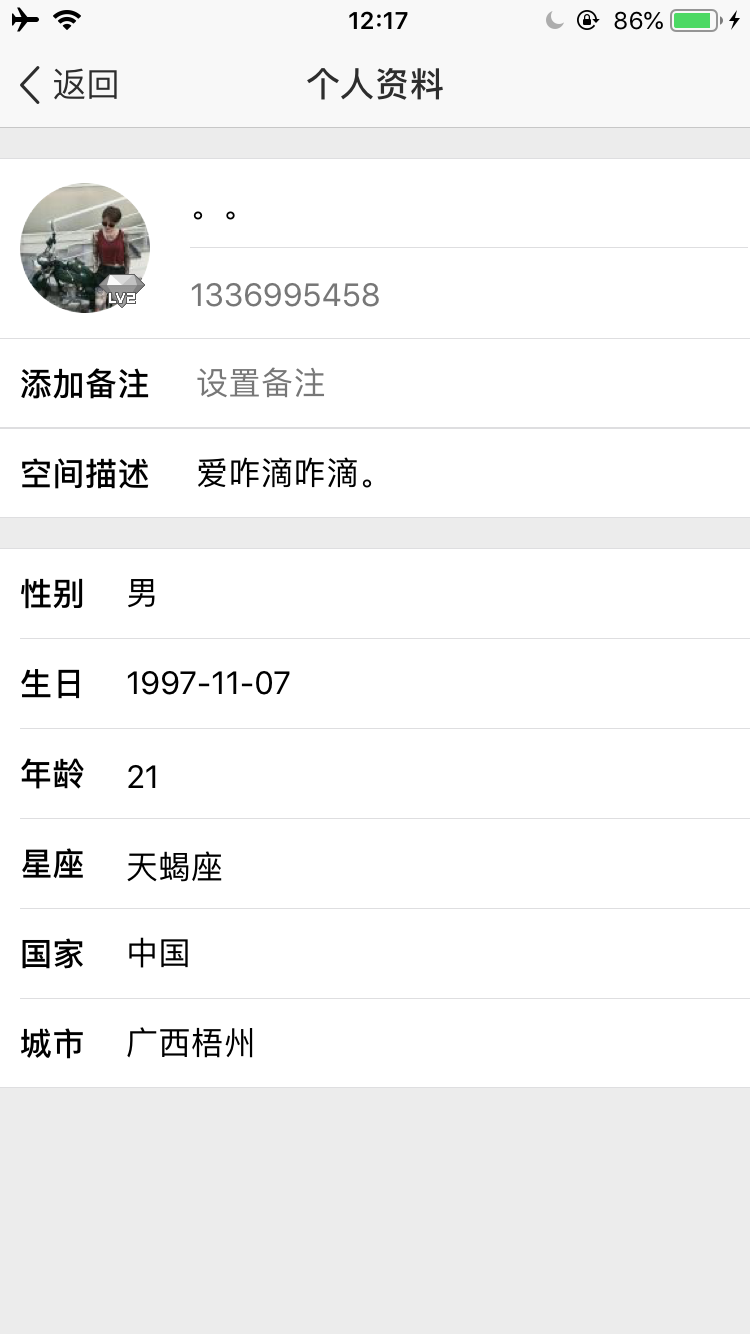 12:17
86%
返回
个人资料
。。
LV2
1336995458
添加备注 设置备注
空间描述 爱咋滴咋滴。
性别 男
生日 1997-11-07
年龄 21
星座 天蝎座
国家 中国
城市 广西梧州